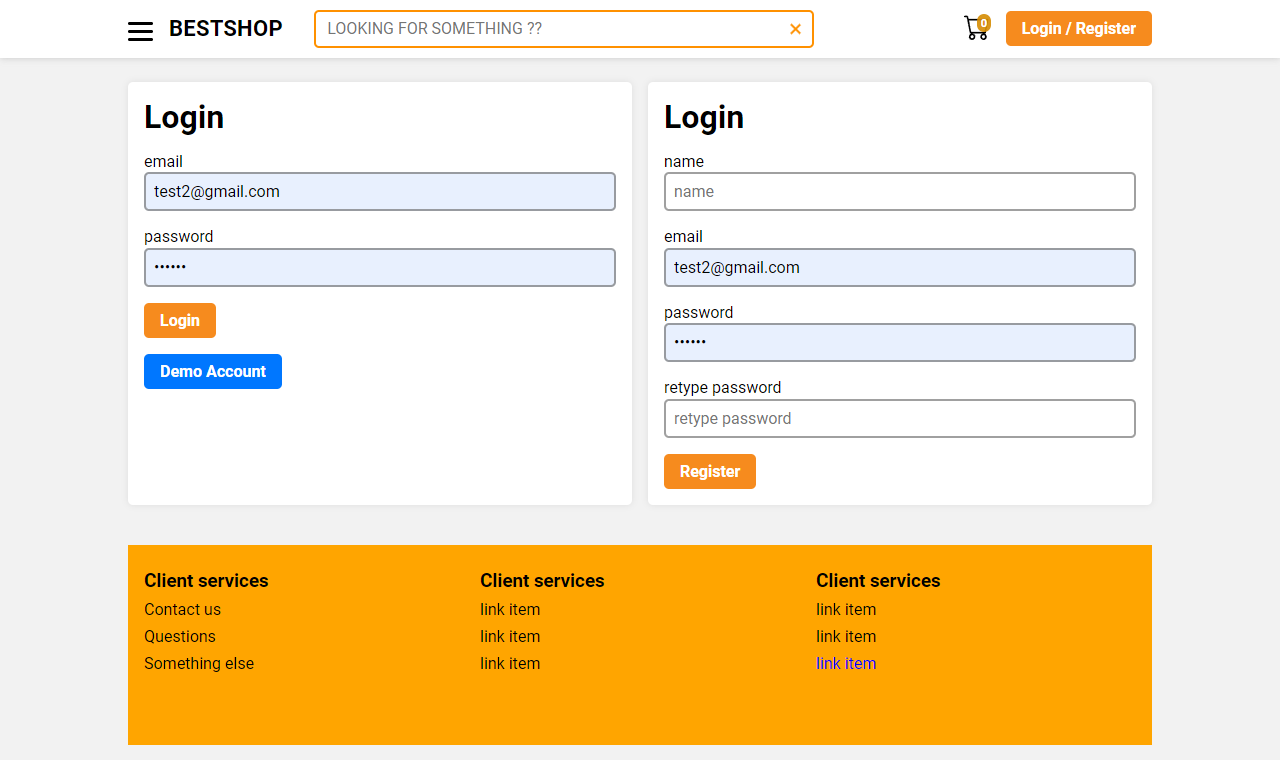 BESTSHOP
LOOKING FOR SOMETHING ??
0
Login / Register
Login
email
test2@gmail.com
password
••••••
Login
Demo Account
Login
name
name
email
test2@gmail.com
password
••••••
retype password
retype password
Register
Client services
Contact us
Questions
Something else
Client services
link item
link item
link item
Client services
link item
link item
link item